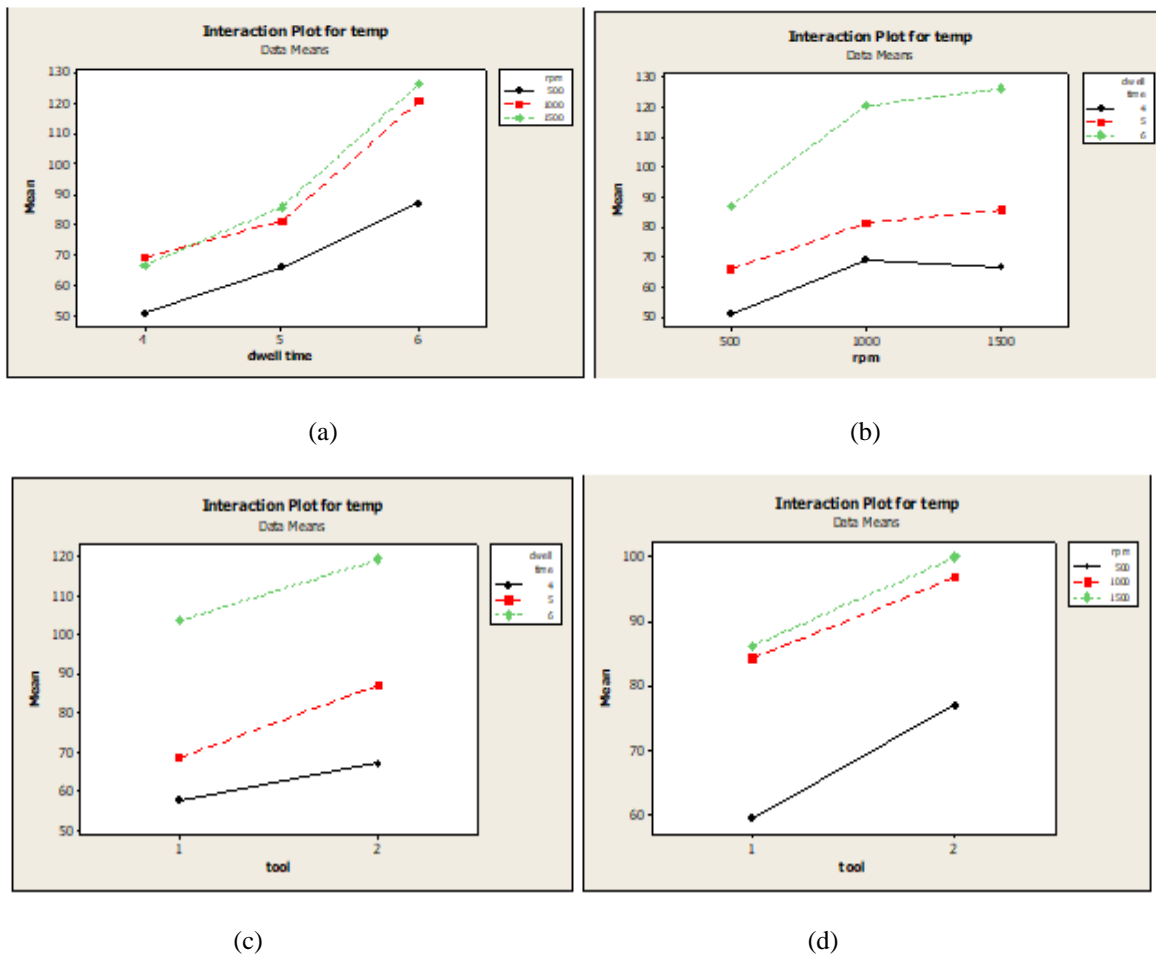 Interaction Plot for temp
Data Means
130
120
110
100
90
80
70
60
50
Mean
4
5
6
dwell time
rpm
500
1000
1500
(a)
Interaction Plot for temp
Data Means
130
120
110
100
90
80
70
60
50
Mean
500
1000
1500
rpm
dwell
time
4
5
6
(b)
Interaction Plot for temp
Data Means
120
110
100
90
80
70
60
50
Mean
1
2
tool
dwell
time
4
5
6
(c)
Interaction Plot for temp
Data Means
100
90
80
70
60
Mean
1
2
tool
rpm
500
1000
1500
(d)